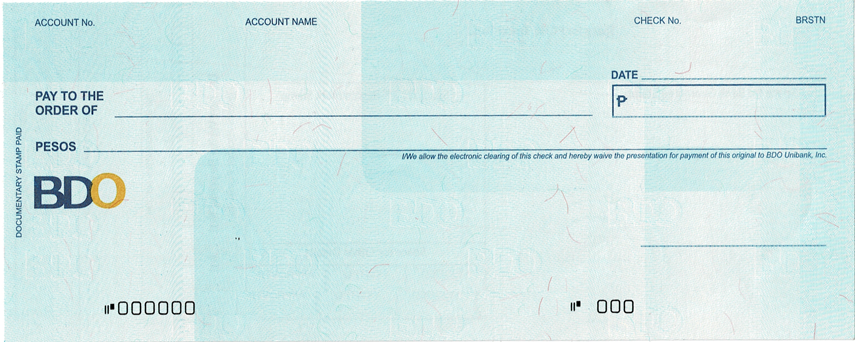 ACCOUNT No. ACCOUNT NAME CHECK No. BRSTN
DATE
PAY TO THE
ORDER OF
₱
PESOS
I/We allow the electronic clearing of this check and hereby waive the presentation for payment of this original to BDO Unibank, Inc.
DOCUMENTARY STAMP PAID
BDO
⑈000000 ⑈ 000